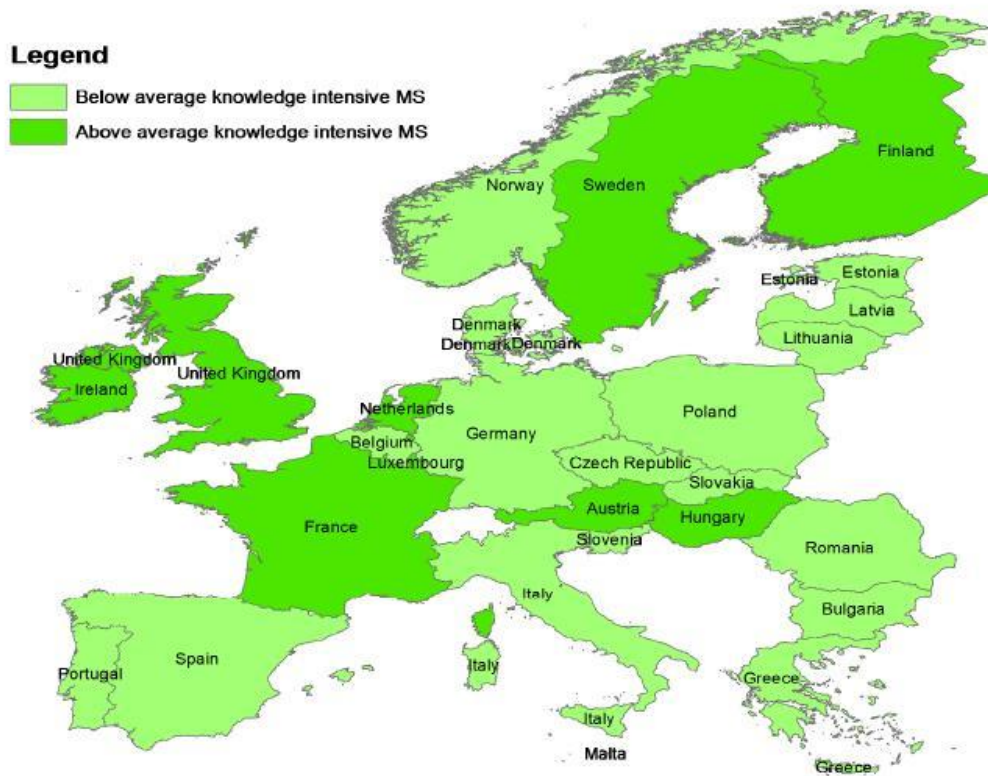 Legend
Below average knowledge intensive MS
Above average knowledge intensive MS
Finland
Norway
Sweden
Estonia
Estonia
Latvia
Denmark
Lithuania
Denmark
Denmark
United Kingdom
United Kingdom
Ireland
Netherlands
Poland
Germany
Belgium
Luxembourg
Czech Republic
Slovakia
Austria
Hungary
France
Slovenia
Romania
Italy
Bulgaria
Spain
Italy
Portugal
Greece
Italy
Malta
Greece